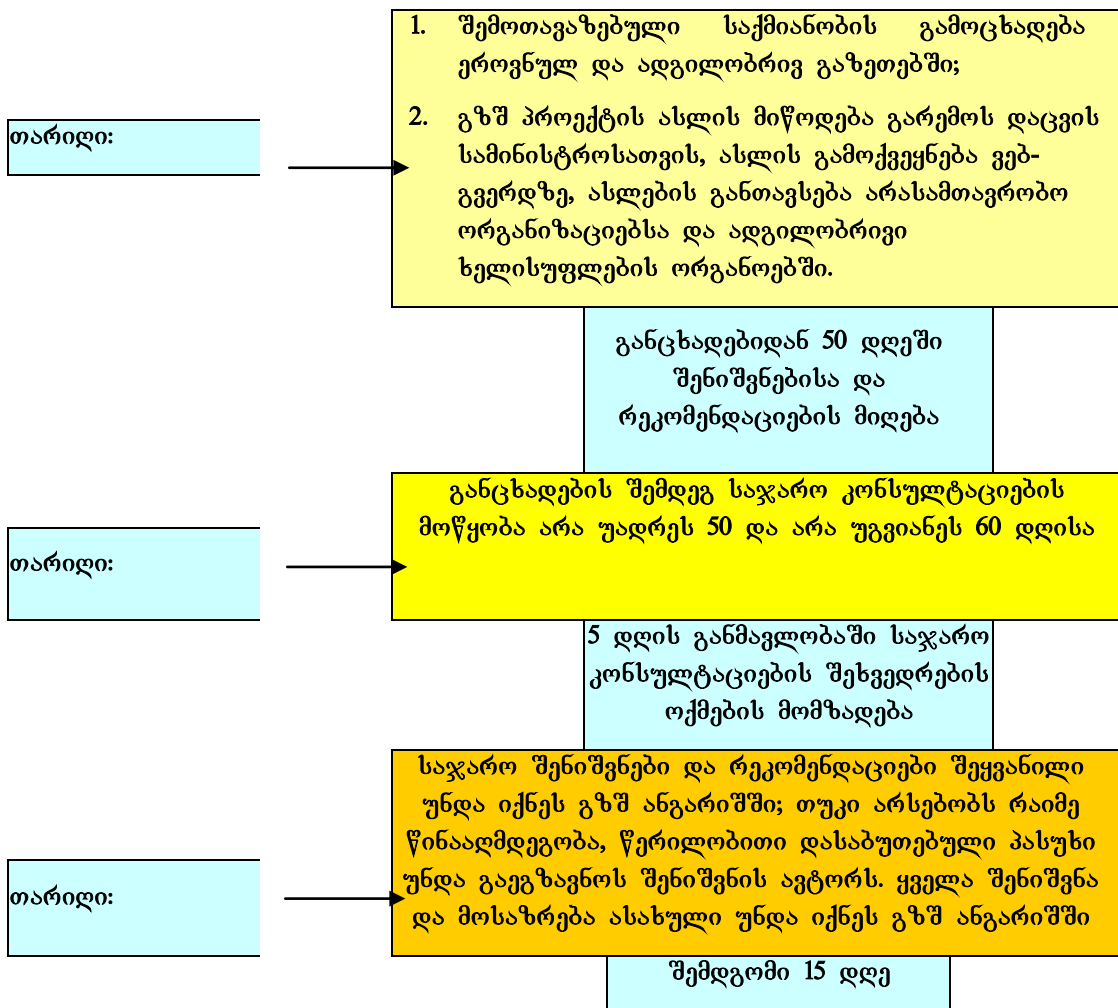 1. შემოთავაზებული საქმიანობის გამოცხადება
ეროვნულ და ადგილობრივ გაზეთებში;
თარიღი:
2. გზშ პროექტის ასლის მიწოდება გარემოს დაცვის
სამინისტროსათვის, ასლის გამოქვეყნება ვებ-
გვერდზე, ასლების განთავსება არასამთავრობო
ორგანიზაციებსა და ადგილობრივი
ხელისუფლების ორგანოებში.
განცხადებიდან 50 დღეში
შენიშვნებისა და
რეკომენდაციების მიღება
განცხადების შემდეგ საჯარო კონსულტაციების
მოწყობა არა უადრეს 50 და არა უგვიანეს 60 დღისა
თარიღი:
5 დღის განმავლობაში საჯარო
კონსულტაციების შეხვედრების
ოქმების მომზადება
საჯარო შენიშვნები და რეკომენდაციები შეყვანილი
უნდა იქნეს გზშ ანგარიშში; თუკი არსებობს რაიმე
წინააღმდეგობა, წერილობითი დასაბუთებული პასუხი
უნდა გაეგზავნოს შენიშვნის ავტორს. ყველა შენიშვნა
და მოსაზრება ასახული უნდა იქნეს გზშ ანგარიშში
თარიღი:
შემდგომი 15 დღე